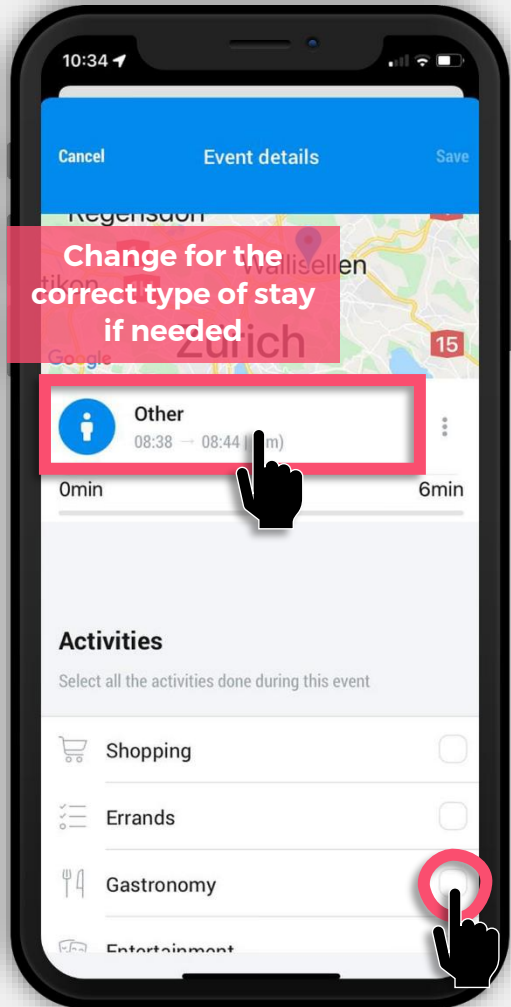 10:34
Cancel
Event details
Save
Regensdorf
Change for the
correct type of stay
if needed
Wallisellen
Zürich
15
Google
Other
08:38 → 08:44 m)
0min
6min
Activities
Select all the activities done during this event
Shopping
Errands
Gastronomy
Entertainment